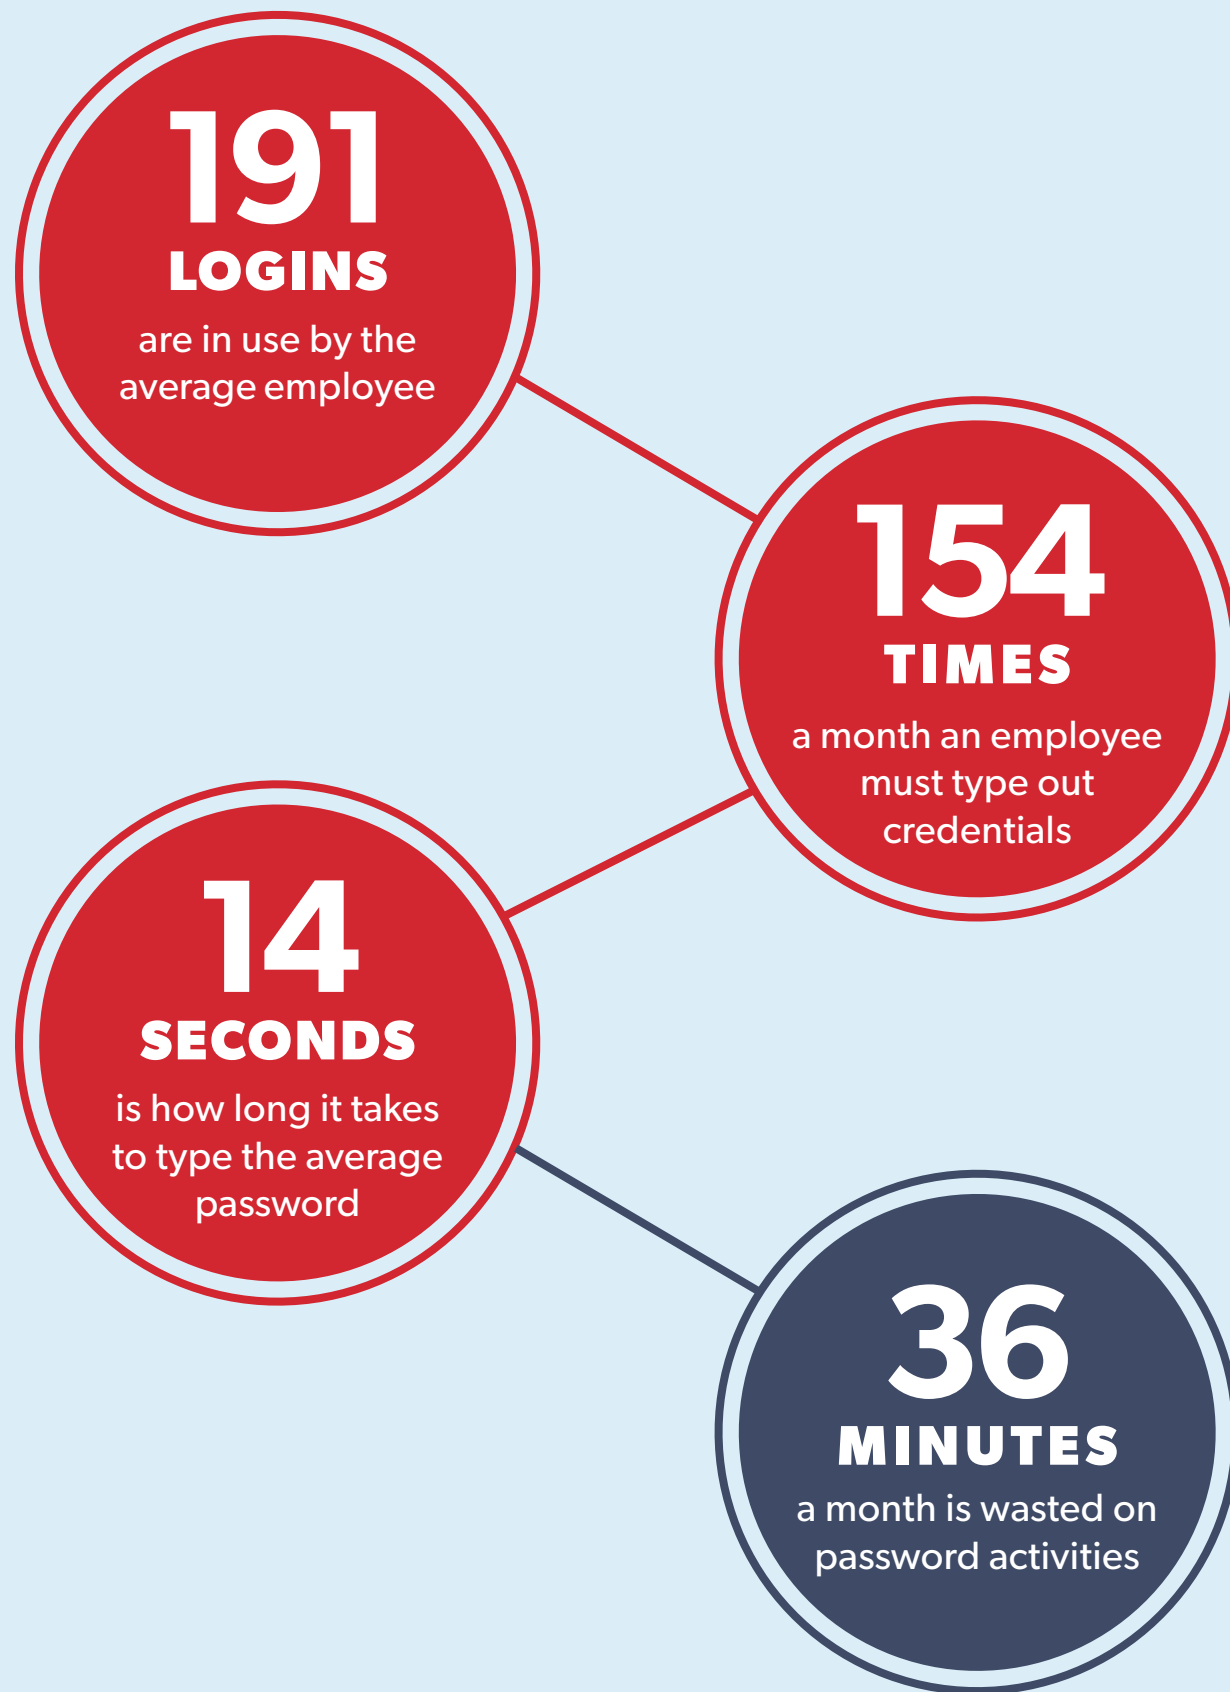 191
LOGINS
are in use by the
average employee
154
TIMES
a month an employee
must type out
credentials
14
SECONDS
is how long it takes
to type the average
password
36
MINUTES
a month is wasted on
password activities